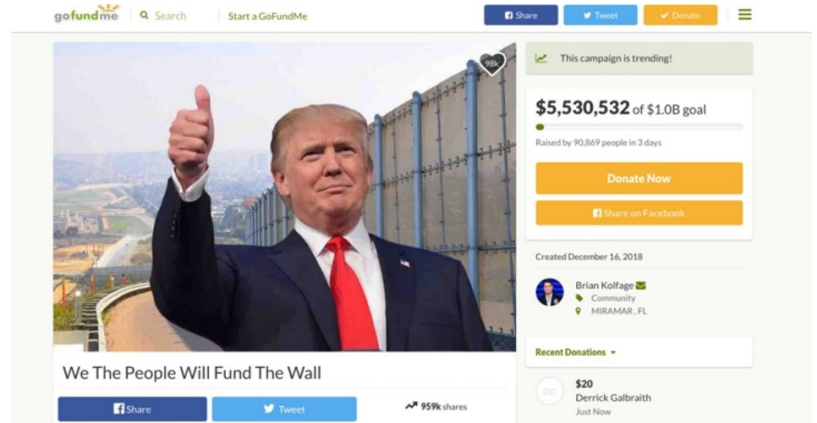 gofundme
Search
Start a GoFundMe
Share
Tweet
Donate
98k
This campaign is trending!
$5,530,532 of $1.0B goal
Raised by 90,869 people in 3 days
Donate Now
Share on Facebook
Created December 16, 2018
Brian Kolfage
Community
MIRAMAR, FL
Recent Donations
We The People Will Fund The Wall
Share
Tweet
959k shares
DG
$20
Derrick Galbraith
Just Now